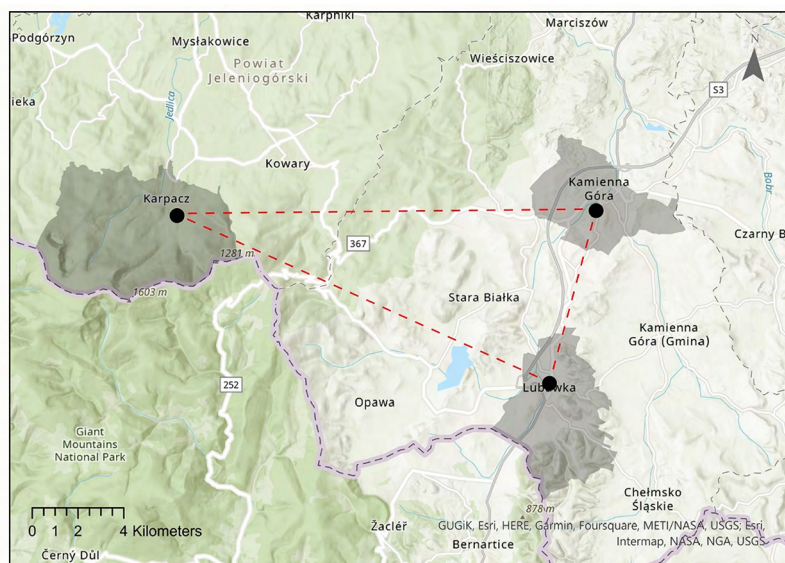 Karpniki
Marciszów
Podgórzyn
Mysłakowice
N
Wieściszowice
Powiat
Jeleniogórski
S3
ieka
Jedlica
Kowary
Bóbr
Karpacz
Kamienna
Góra
Czarny B
367
1281 m
1603 m
Stara Białka
Kamienna
Góra (Gmina)
252
Lubawka
Opawa
Giant
Mountains
National Park
Chełmsko
Śląskie
878 m
0 1 2 4 Kilometers
Žacléř
GUGiK, Esri, HERE, Garmin, Foursquare, METI/NASA, USGS; Esri,
Intermap, NASA, NGA, USGS
Bernartice
Černý Důl